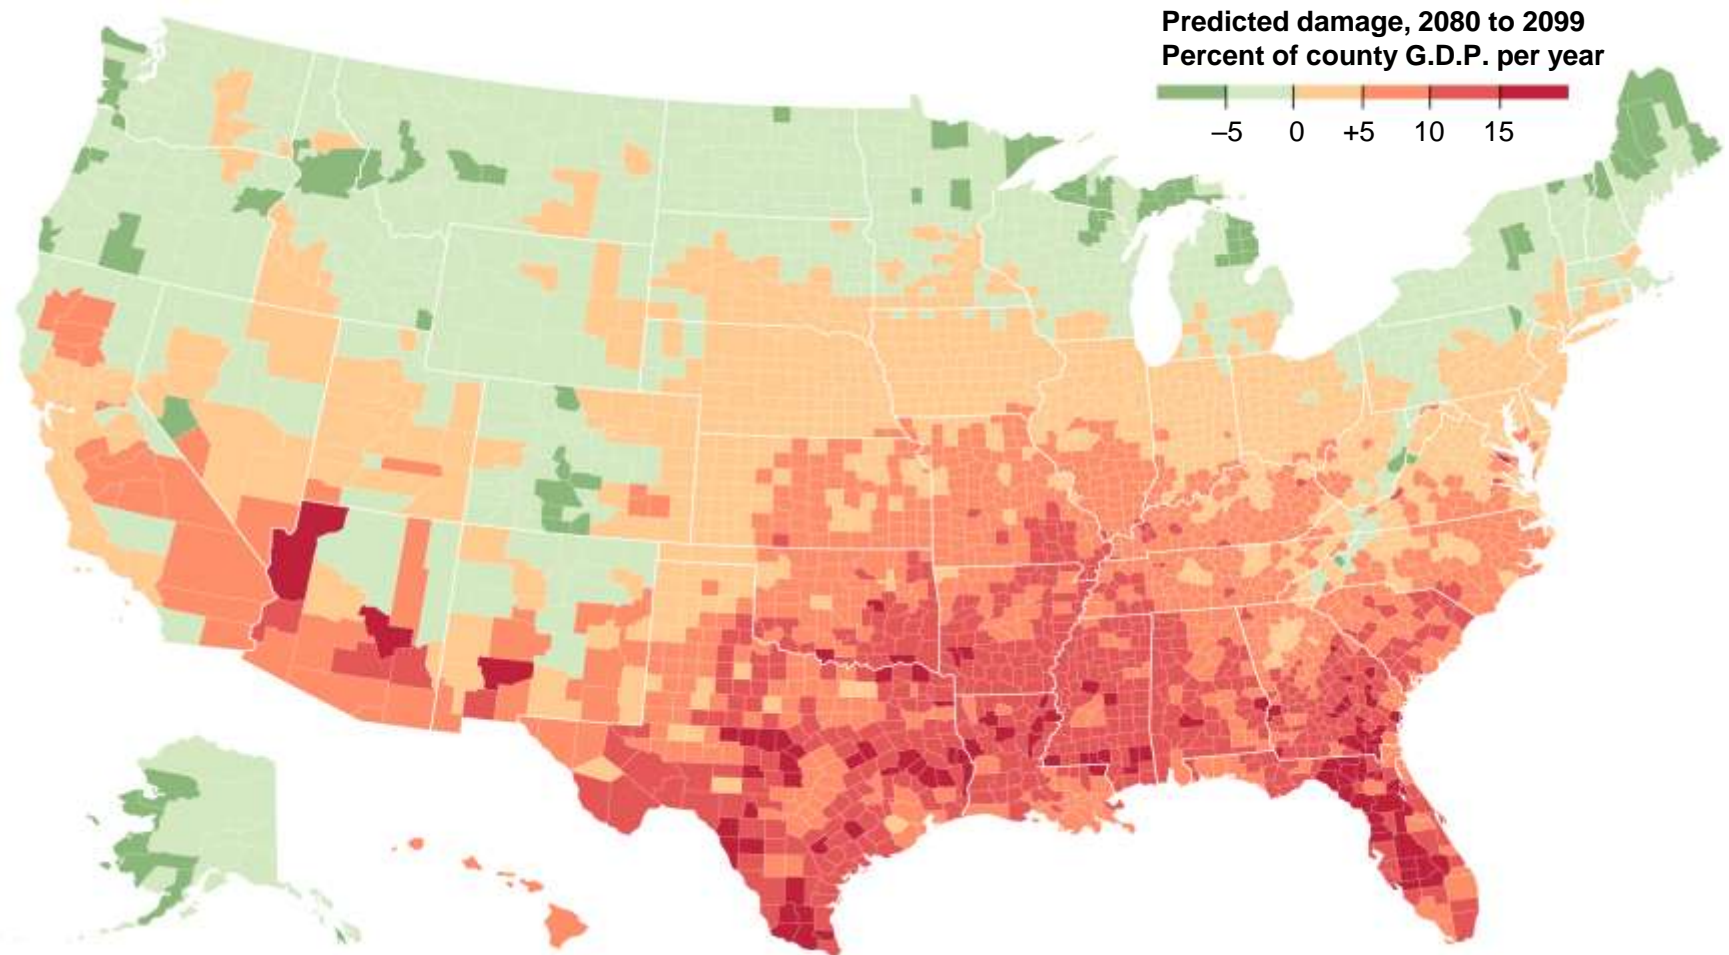 Predicted damage, 2080 to 2099
Percent of county G.D.P. per year
–5 0 +5 10 15